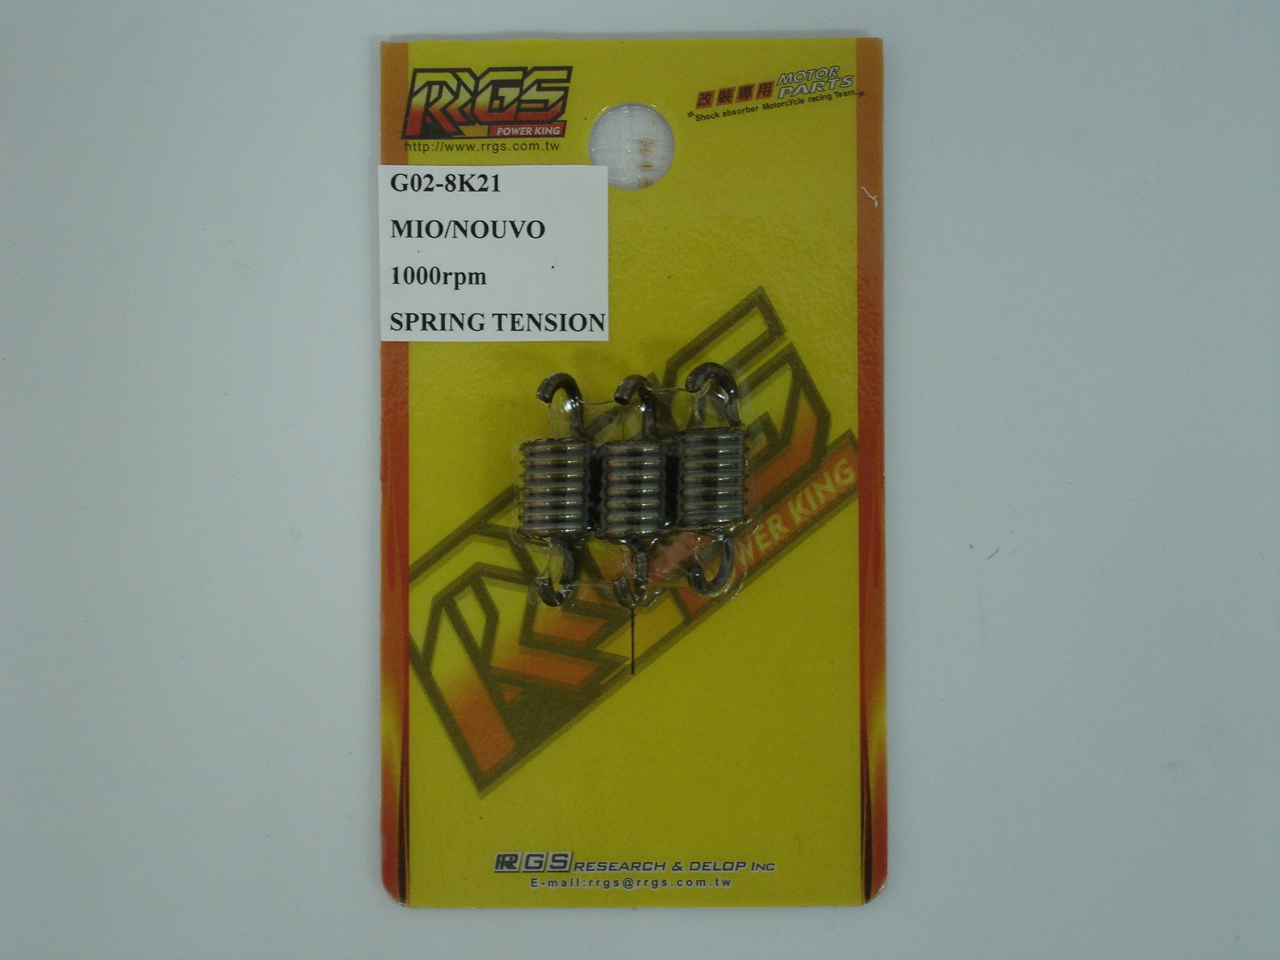 RRGS
POWER KING
http://www.rrgs.com.tw
改裝專用 MOTOR PARTS
"Shock absorber Motorcycle racing Team"
G02-8K21
MIO/NOUVO
1000rpm
SPRING TENSION
RRGS
POWER KING
RRGS RESEARCH & DELOP INC
E-mail:rrgs@rrgs.com.tw